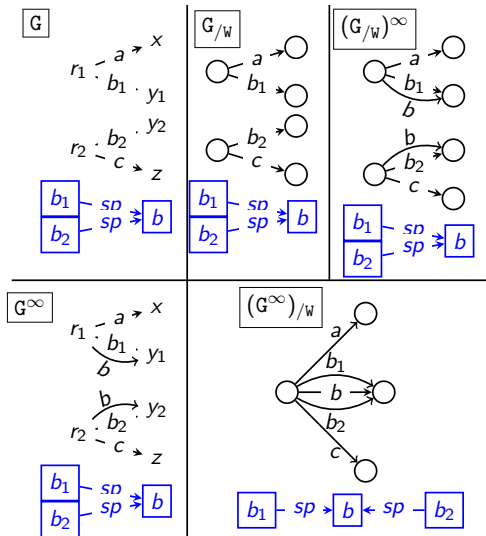 G
r₁ a x
b₁ y₁
r₂ b₂ y₂
c z
b₁ sp b
b₂ sp
G/W
a
b₁
b₂
c
b₁ sp b
b₂ sp
(G/W)∞
a
b₁
b
b
b₂
c
b₁ sp b
b₂ sp
G∞
r₁ a x
b₁ y₁
b
b y₂
r₂ b₂
c z
b₁ sp b
b₂ sp
(G∞)/W
a
b₁
b
b₂
c
b₁ sp b sp b₂